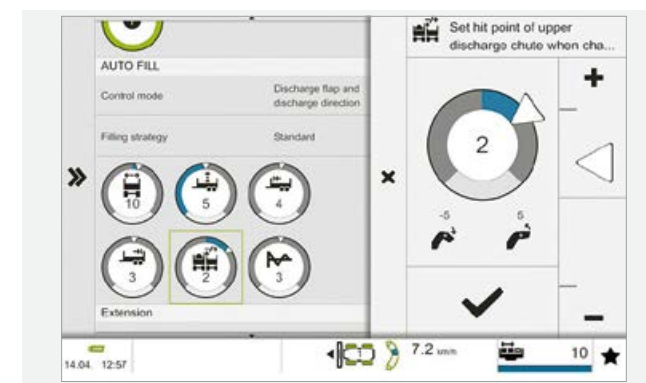 Set hit point of upper
discharge chute when cha...
AUTO FILL
Control mode
Discharge flap and
discharge direction
Filling strategy
Standard
10
5
4
3
2
3
2
-5
5
Extension
14.04. 12:57
1
7.2 km/h
10